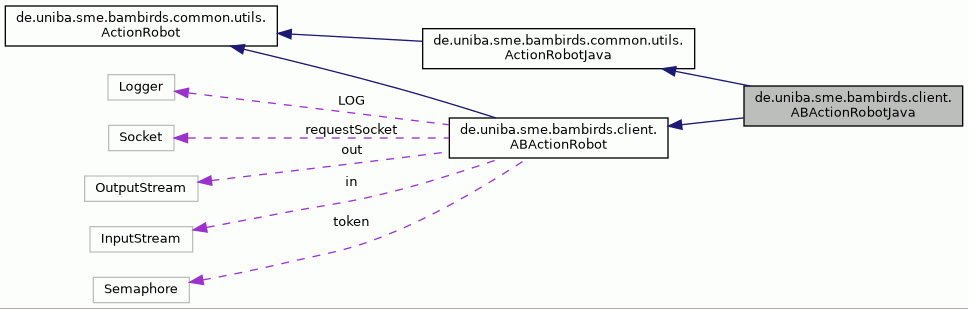 de.uniba.sme.bambirds.common.utils.
ActionRobot
de.uniba.sme.bambirds.common.utils.
ActionRobotJava
Logger
LOG
de.uniba.sme.bambirds.client.
ABActionRobotJava
Socket
requestSocket
de.uniba.sme.bambirds.client.
ABActionRobot
out
OutputStream
in
InputStream
token
Semaphore